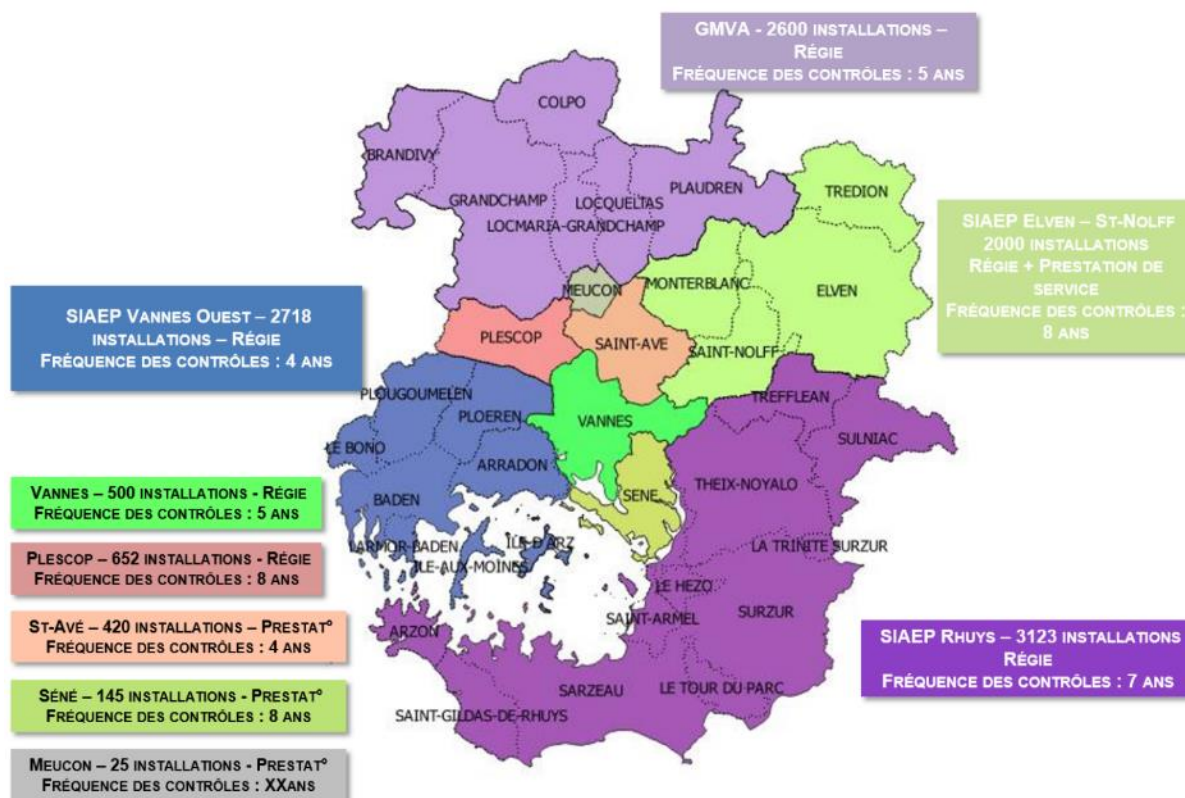 GMVA - 2600 INSTALLATIONS –
RÉGIE
FRÉQUENCE DES CONTRÔLES : 5 ANS
COLPO
BRANDIVY
TREDION
PLAUDREN
GRANDCHAMP
LOCQUELTAS
LOCMARIA-GRANDCHAMP
SIAEP ELVEN – ST-NOLFF
2000 INSTALLATIONS
RÉGIE + PRESTATION DE
SERVICE
FRÉQUENCE DES CONTRÔLES :
8 ANS
MEUCON
MONTERBLANC
ELVEN
SIAEP VANNES OUEST – 2718
INSTALLATIONS – RÉGIE
FRÉQUENCE DES CONTRÔLES : 4 ANS
PLESCOP
SAINT-AVE
SAINT-NOLFF
PLOUGOUMELEN
TREFFLEAN
PLOEREN
VANNES
SULNIAC
LE BONO
ARRADON
THEIX-NOYALO
BADEN
SENE
VANNES – 500 INSTALLATIONS - RÉGIE
FRÉQUENCE DES CONTRÔLES : 5 ANS
LARMOR-BADEN
ÎLE-D'ARZ
LA TRINITE SURZUR
ILE-AUX-MOINES
PLESCOP – 652 INSTALLATIONS - RÉGIE
FRÉQUENCE DES CONTRÔLES : 8 ANS
LE HEZO
SURZUR
SAINT-ARMEL
ARZON
ST-AVÉ – 420 INSTALLATIONS – PRESTAT°
FRÉQUENCE DES CONTRÔLES : 4 ANS
SIAEP RHUYS – 3123 INSTALLATIONS
RÉGIE
FRÉQUENCE DES CONTRÔLES : 7 ANS
SARZEAU
LE TOUR DU PARC
SAINT-GILDAS-DE-RHUYS
SÉNÉ – 145 INSTALLATIONS - PRESTAT°
FRÉQUENCE DES CONTRÔLES : 8 ANS
MEUCON – 25 INSTALLATIONS - PRESTAT°
FRÉQUENCE DES CONTRÔLES : XXANS